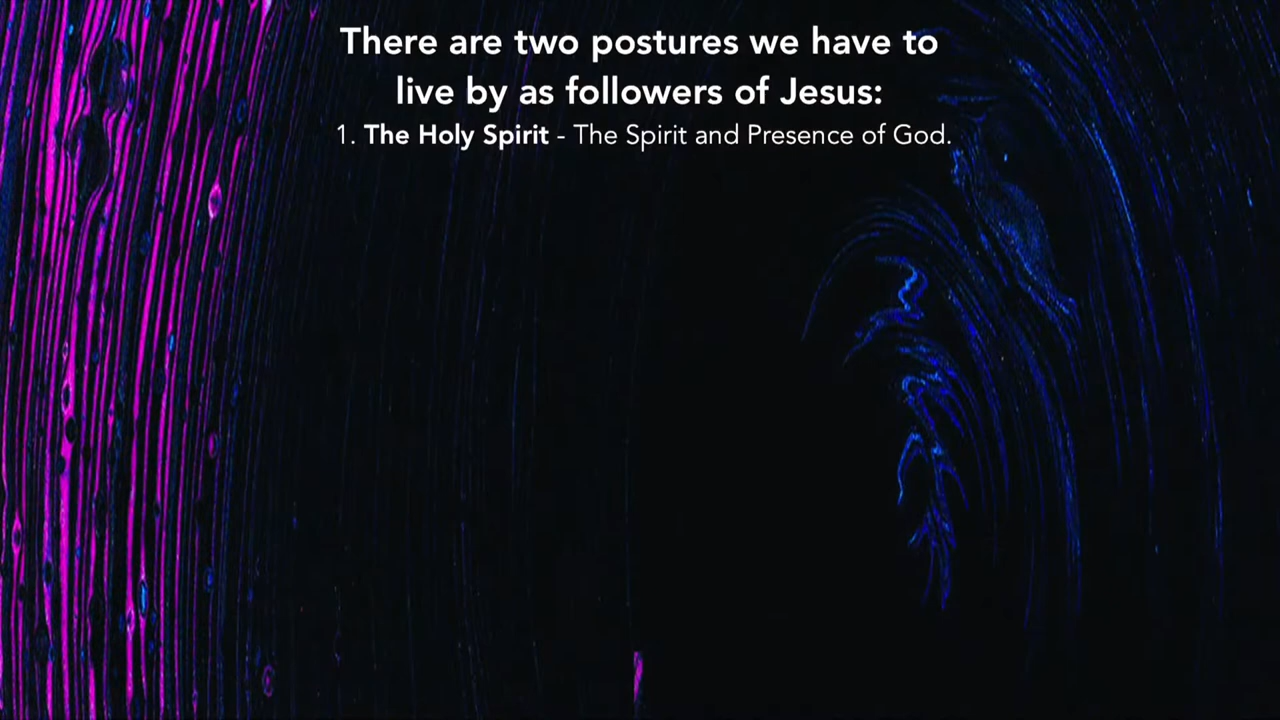 There are two postures we have to
live by as followers of Jesus:
1. The Holy Spirit - The Spirit and Presence of God.